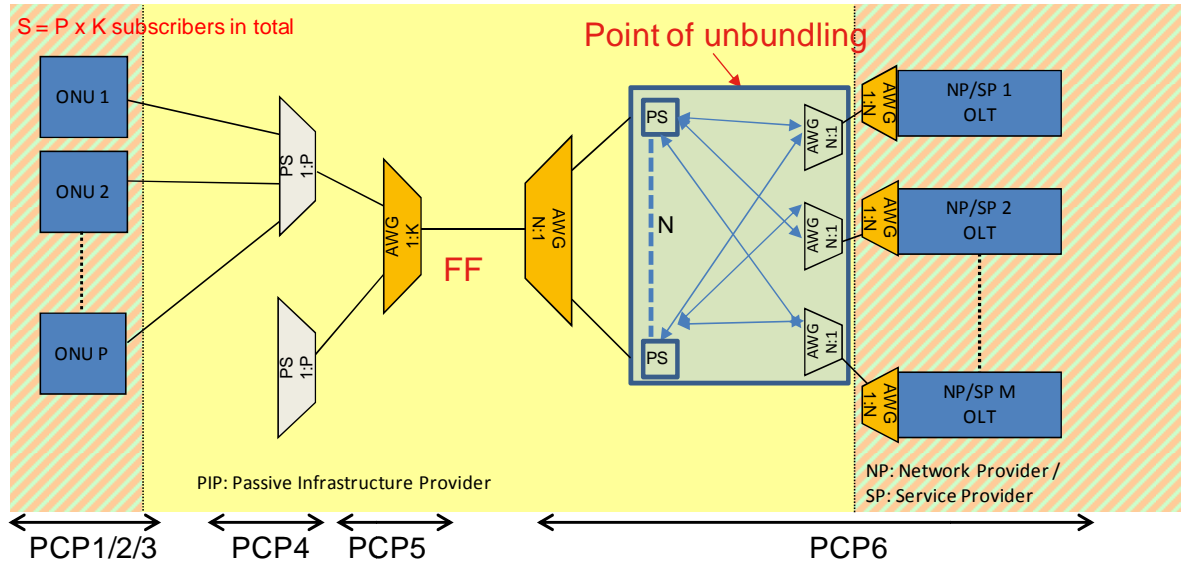 S = P x K subscribers in total
Point of unbundling
ONU 1
ONU 2
ONU P
PS
1:P
PS
1:P
AWG
1:K
FF
AWG
N:1
PS
N
PS
AWG
N:1
AWG
N:1
AWG
N:1
AWG
1:N
NP/SP 1
OLT
AWG
1:N
NP/SP 2
OLT
AWG
1:N
NP/SP M
OLT
PIP: Passive Infrastructure Provider
NP: Network Provider /
SP: Service Provider
PCP1/2/3
PCP4
PCP5
PCP6